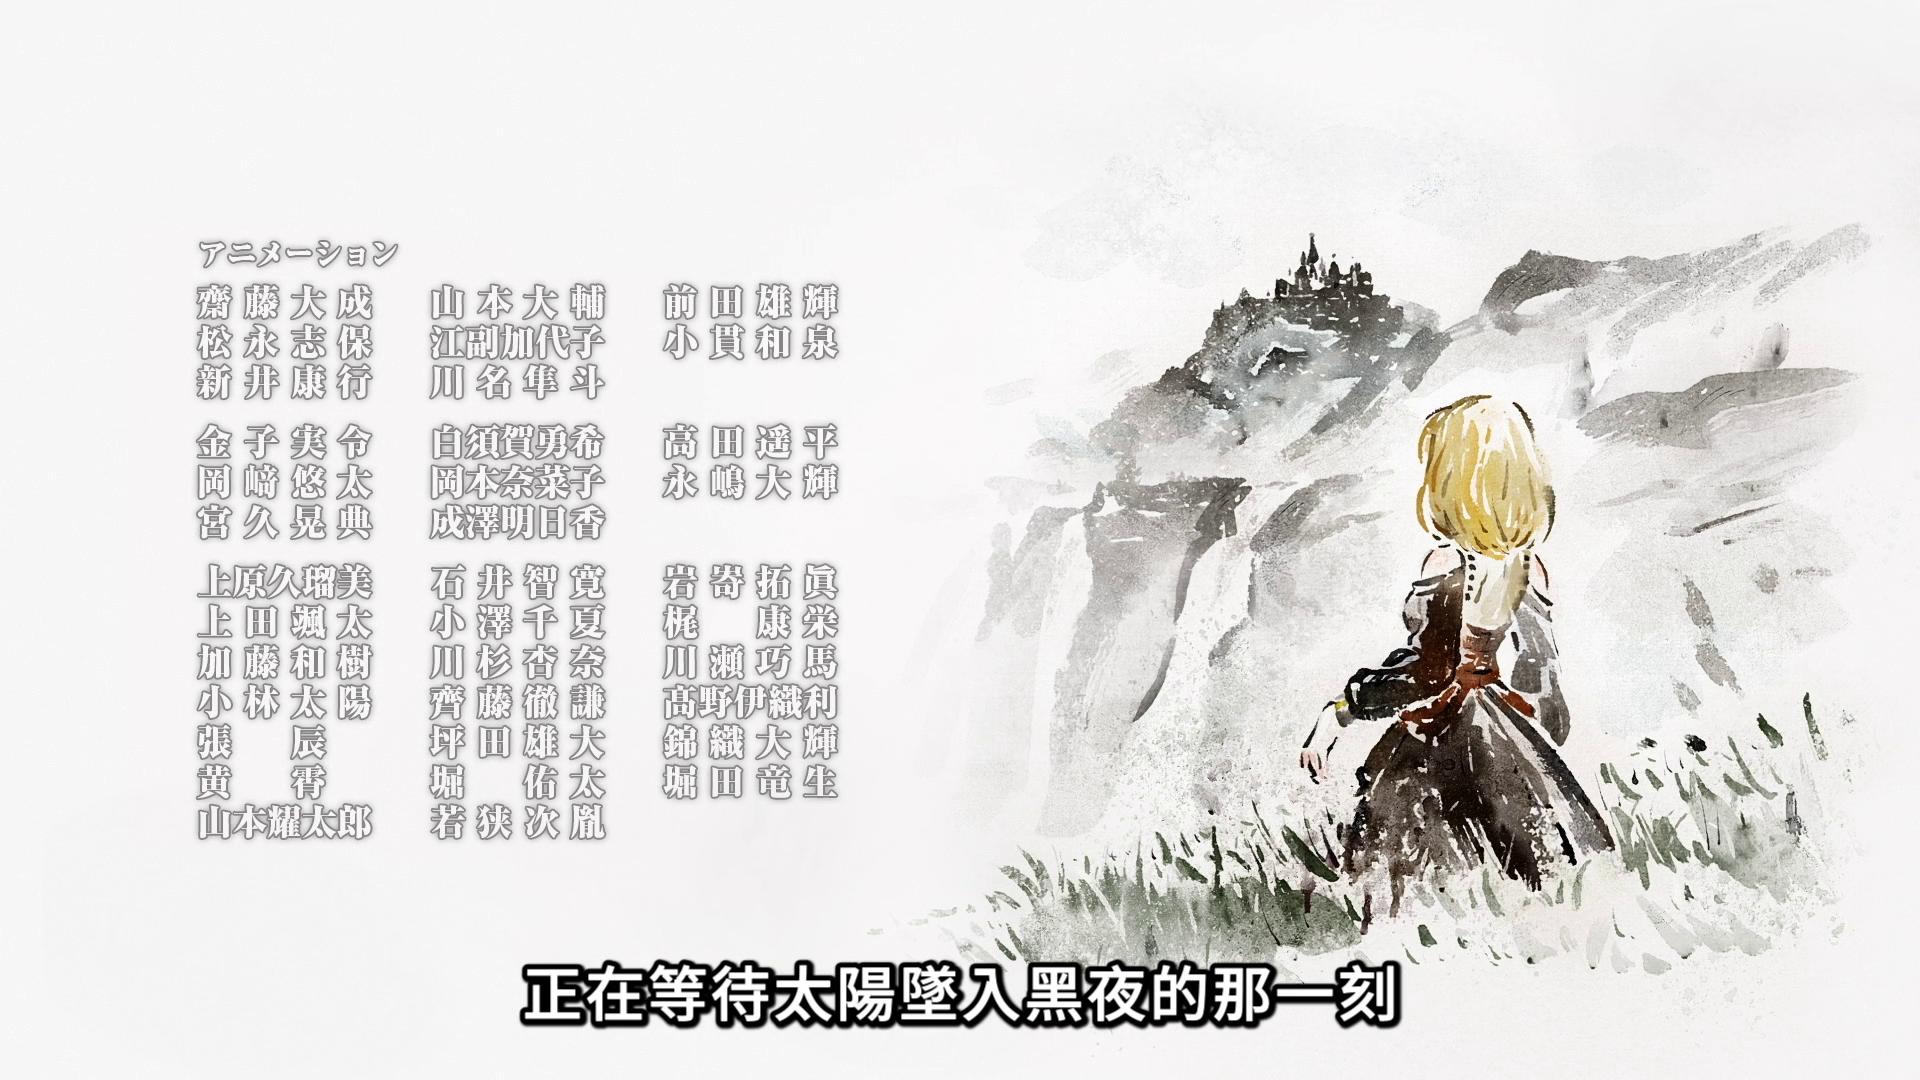 アニメーション
齋藤大成 山本大輔 前田雄輝
松永志保 江副加代子 小貫和泉
新井康行 川名隼斗
金子実令 白須賀勇希 高田遥平
岡﨑悠太 岡本奈菜子 永嶋大輝
宮久晃典 成澤明日香
上原久瑠美 石井智寛 岩嵜拓眞
上田颯太 小澤千夏 梶康栄
加藤和樹 川杉杏奈 川瀬巧馬
小林太陽 齊藤徹謙 髙野伊織利
張辰 坪田雄大 錦織大輝
黄霄 堀佑太 堀田竜生
山本耀太郎 若狭次胤
正在等待太陽墜入黑夜的那一刻